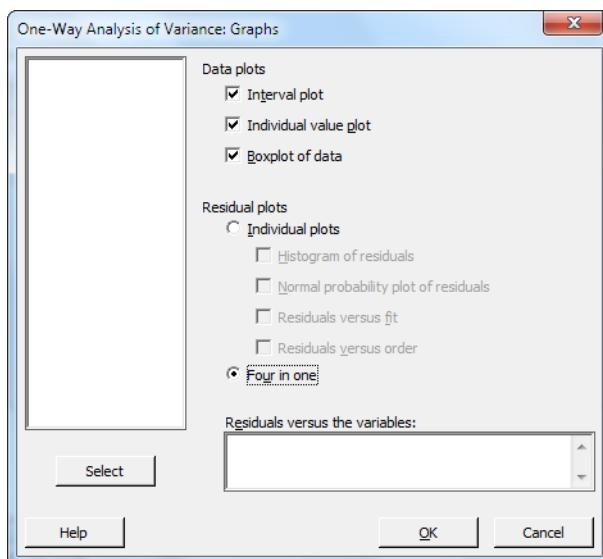 One-Way Analysis of Variance: Graphs
Data plots
Interval plot
Individual value plot
Boxplot of data
Residual plots
Individual plots
Histogram of residuals
Normal probability plot of residuals
Residuals versus fit
Residuals versus order
Four in one
Residuals versus the variables:
Select
Help
OK
Cancel